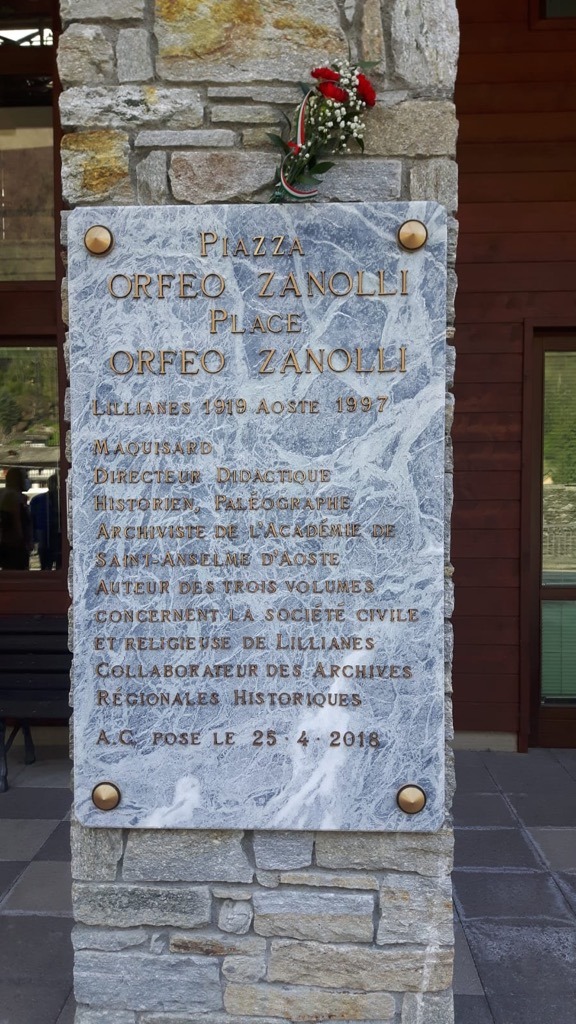 PIAZZA
ORFEO ZANOLLI
PLACE
ORFEO ZANOLLI
LILLIANES 1919 AOSTE 1997
MAQUISARD
DIRECTEUR DIDACTIQUE
HISTORIEN, PALÉOGRAPHE
ARCHIVISTE DE L'ACADÉMIE DE
SAINT-ANSELME D'AOSTE
AUTEUR DES TROIS VOLUMES
CONCERNENT LA SOCIÉTÉ CIVILE
ET RELIGIEUSE DE LILLIANES
COLLABORATEUR DES ARCHIVES
RÉGIONALES HISTORIQUES
A.C. POSE LE 25·4·2018